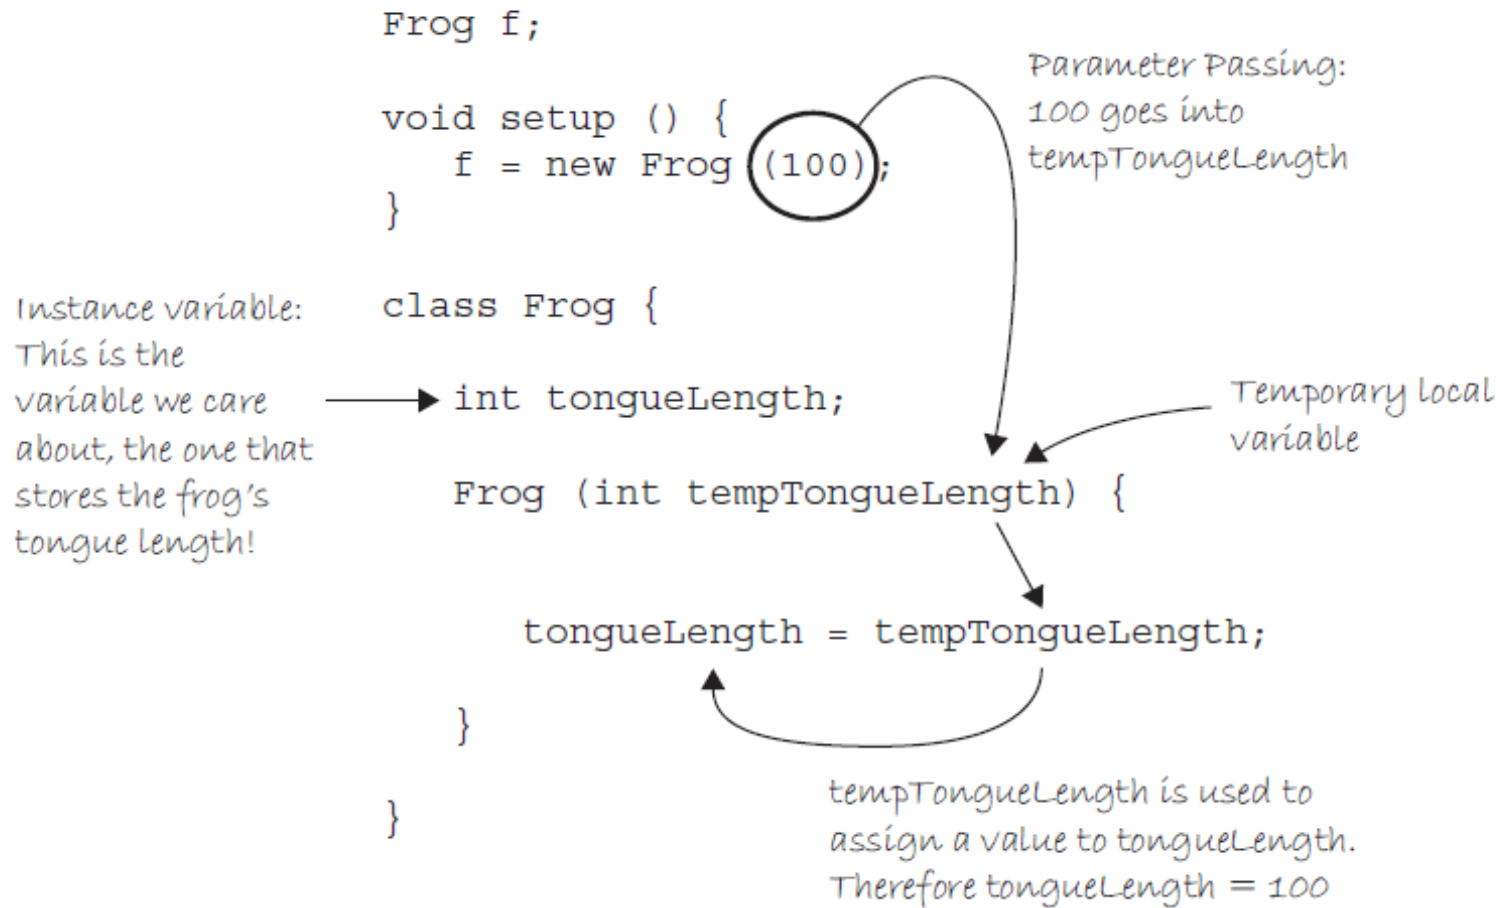 Frog f;
Parameter Passing:
100 goes into
tempTongueLength
void setup () {
f = new Frog (100);
}
Instance variable:
This is the
variable we care
about, the one that
stores the frog's
tongue length!
class Frog {
int tongueLength;
Temporary local
variable
Frog (int tempTongueLength) {
tongueLength = tempTongueLength;
}
}
tempTongueLength is used to
assign a value to tongueLength.
Therefore tongueLength = 100